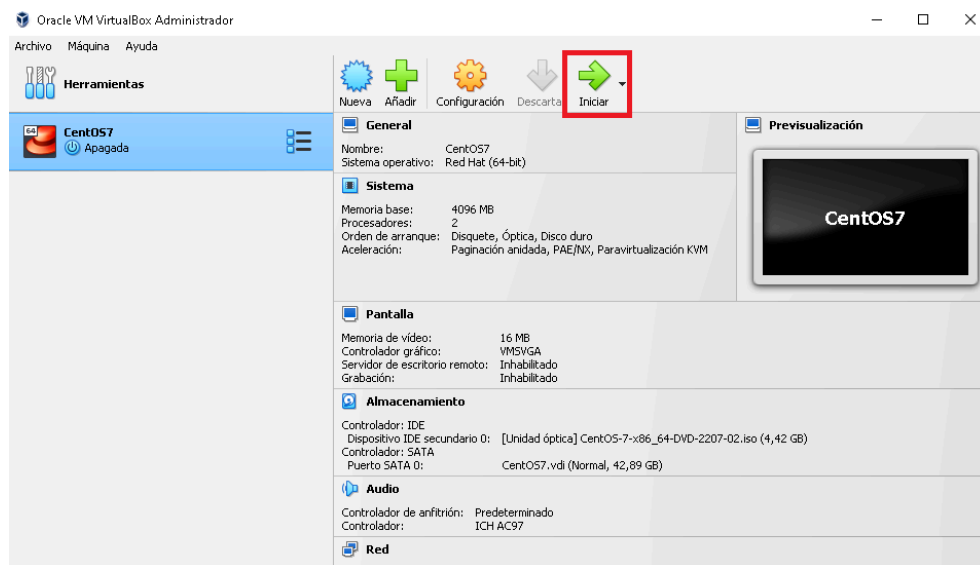 Oracle VM VirtualBox Administrador
Archivo Máquina Ayuda
Herramientas
Nueva Añadir Configuración Descarta Iniciar
64 CentOS7
Apagada
General
Nombre: CentOS7
Sistema operativo: Red Hat (64-bit)
Previsualización
CentOS7
Sistema
Memoria base: 4096 MB
Procesadores: 2
Orden de arranque: Disquete, Óptica, Disco duro
Aceleración: Paginación anidada, PAE/NX, Paravirtualización KVM
Pantalla
Memoria de vídeo: 16 MB
Controlador gráfico: VMSVGA
Servidor de escritorio remoto: Inhabilitado
Grabación: Inhabilitado
Almacenamiento
Controlador: IDE
Dispositivo IDE secundario 0: [Unidad óptica] CentOS-7-x86_64-DVD-2207-02.iso (4,42 GB)
Controlador: SATA
Puerto SATA 0: CentOS7.vdi (Normal, 42,89 GB)
Audio
Controlador de anfitrión: Predeterminado
Controlador: ICH AC97
Red